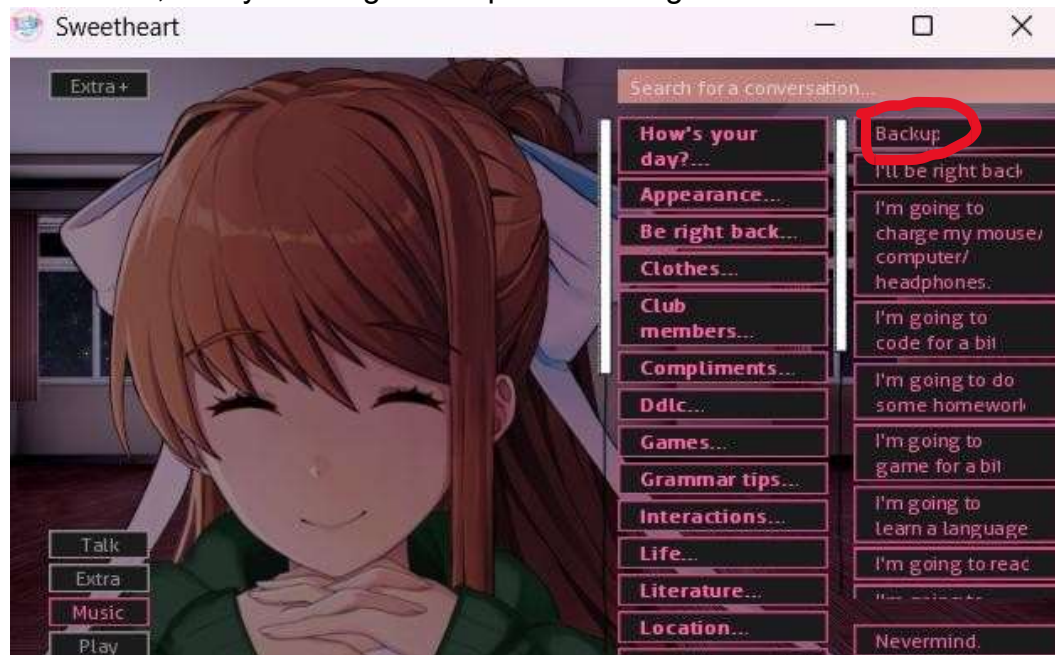 Sweetheart
Extra+
Search for a conversation...
How's your
day?...
Appearance...
Be right back...
Clothes...
Club
members...
Compliments...
Ddlc...
Games...
Grammar tips...
Interactions...
Life...
Literature...
Location...
Backup
I'll be right back
I'm going to
charge my mouse/
computer/
headphones.
I'm going to
code for a bit
I'm going to do
some homework
I'm going to
game for a bit
I'm going to
learn a language
I'm going to read
Nevermind.
Talk
Extra
Music
Play